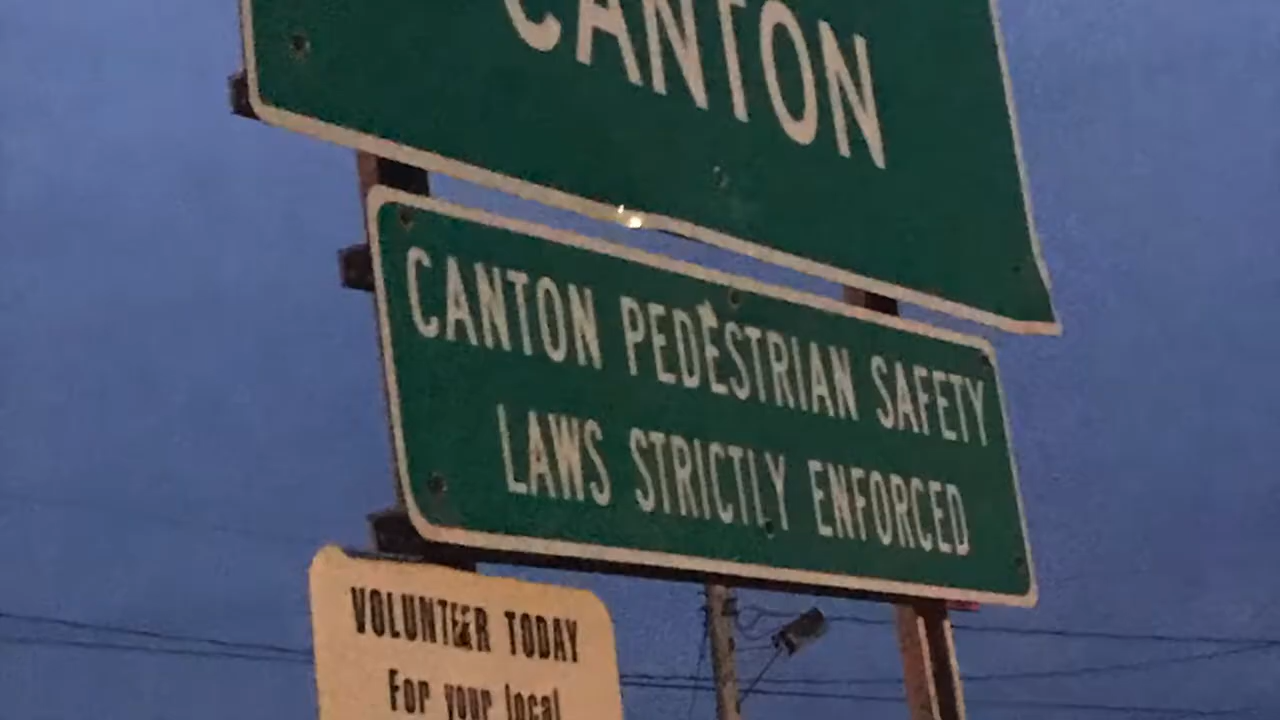 CANTON
CANTON PEDESTRIAN SAFETY
LAWS STRICTLY ENFORCED
VOLUNTEER TODAY
For your local